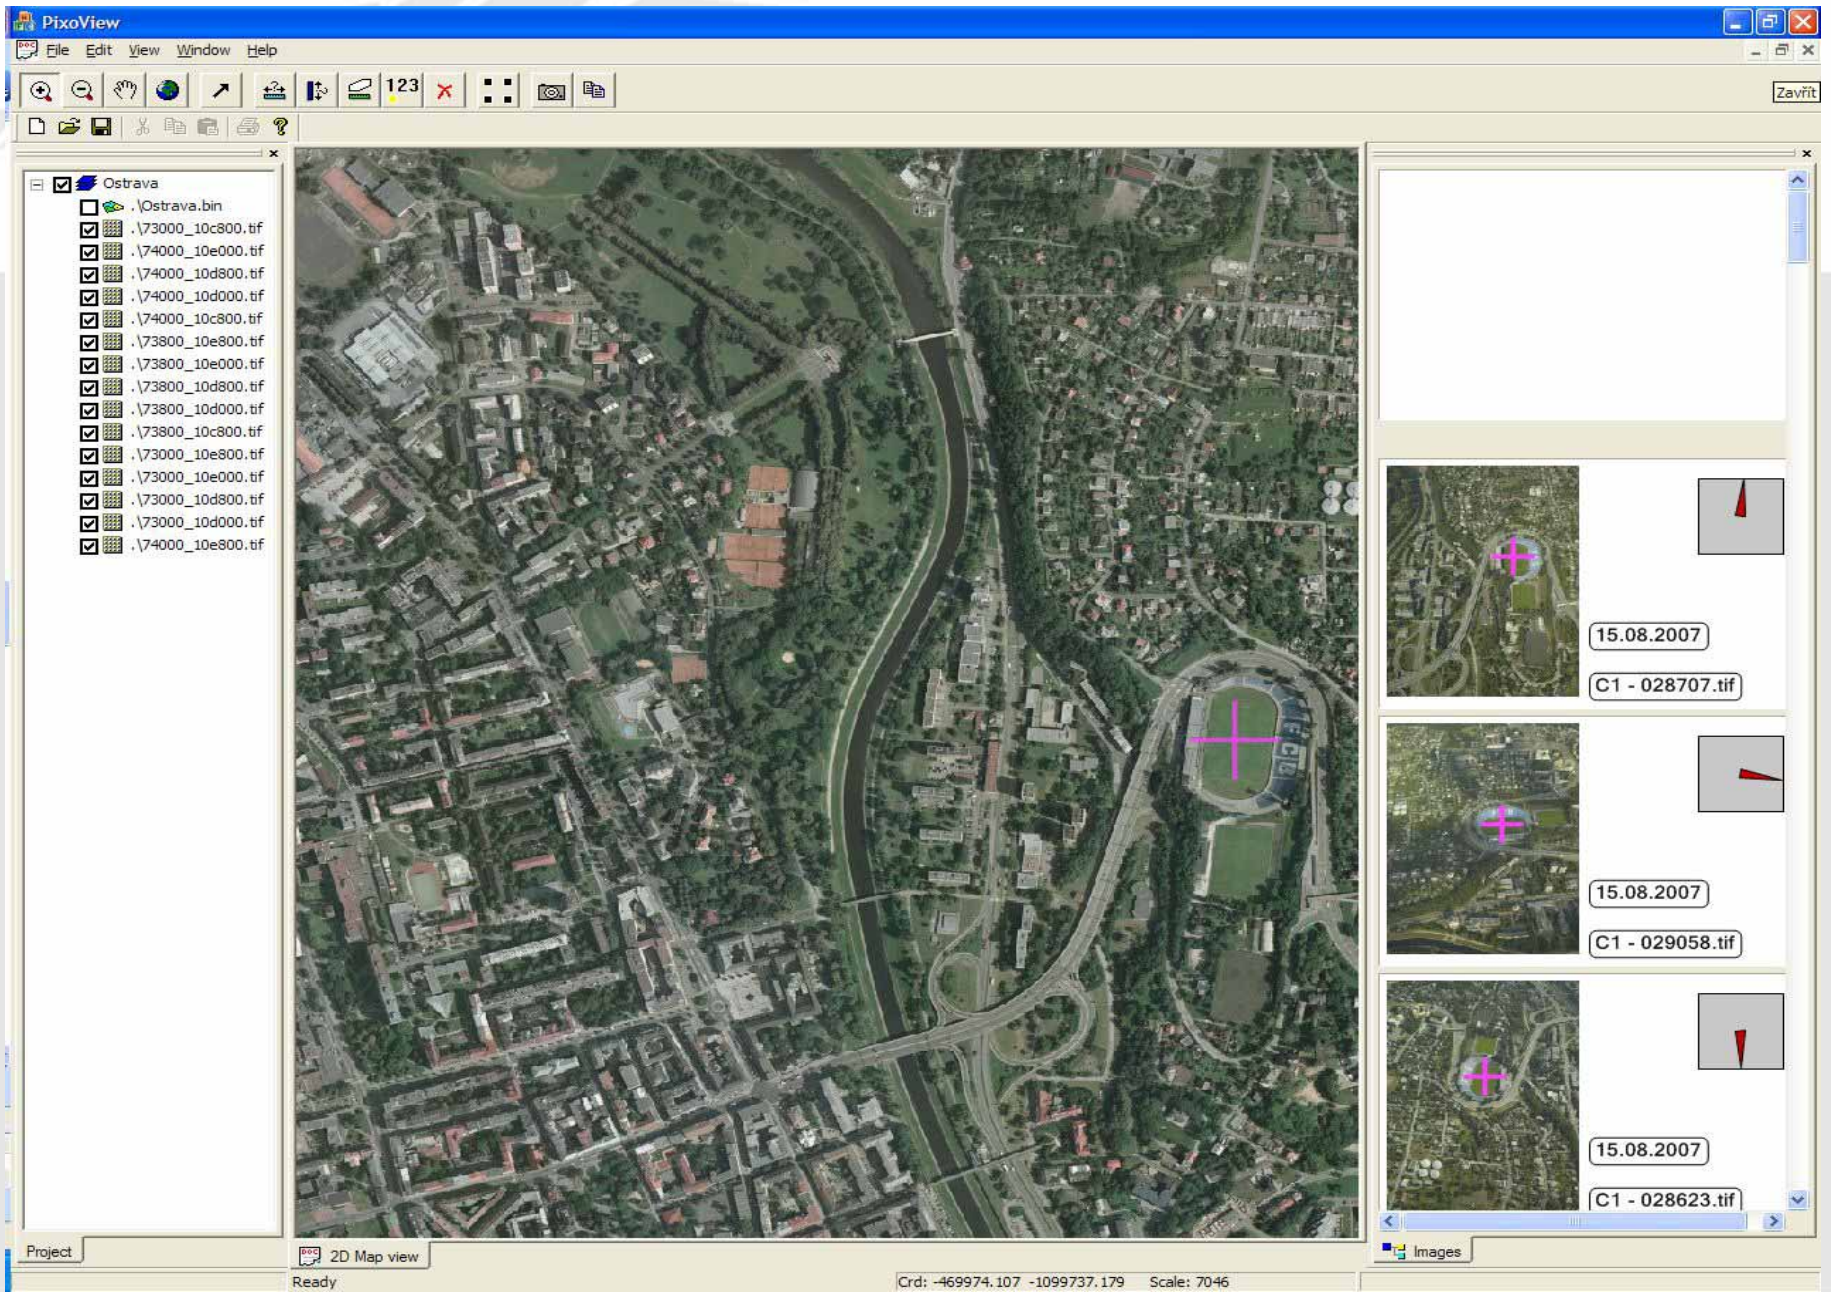 PixoView
File Edit View Window Help
123
Zavřít
Ostrava
.\Ostrava.bin
.\73000_10c800.tif
.\74000_10e000.tif
.\74000_10d800.tif
.\74000_10d000.tif
.\74000_10c800.tif
.\73800_10e800.tif
.\73800_10e000.tif
.\73800_10d800.tif
.\73800_10d000.tif
.\73800_10c800.tif
.\73000_10e800.tif
.\73000_10e000.tif
.\73000_10d800.tif
.\73000_10d000.tif
.\74000_10e800.tif
15.08.2007
C1 - 028707.tif
15.08.2007
C1 - 029058.tif
15.08.2007
C1 - 028623.tif
Project
2D Map view
Images
Ready
Crd: -469974.107 -1099737.179 Scale: 7046